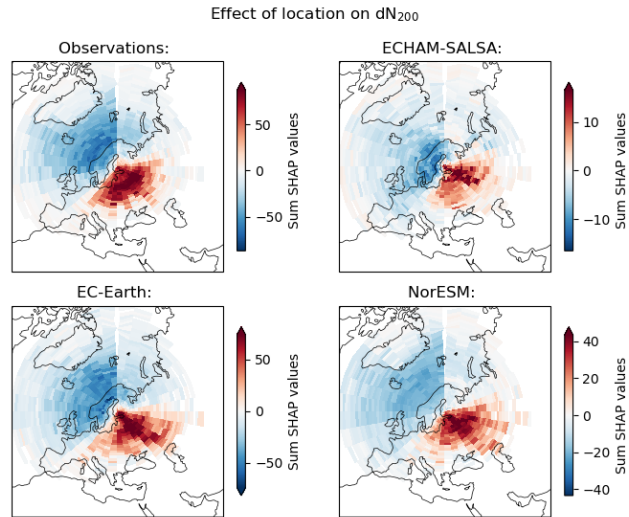 Effect of location on dN₂₀₀
Observations:
ECHAM-SALSA:
50
0
−50
Sum SHAP values
10
0
−10
Sum SHAP values
EC-Earth:
NorESM:
50
0
−50
Sum SHAP values
40
20
0
−20
−40
Sum SHAP values